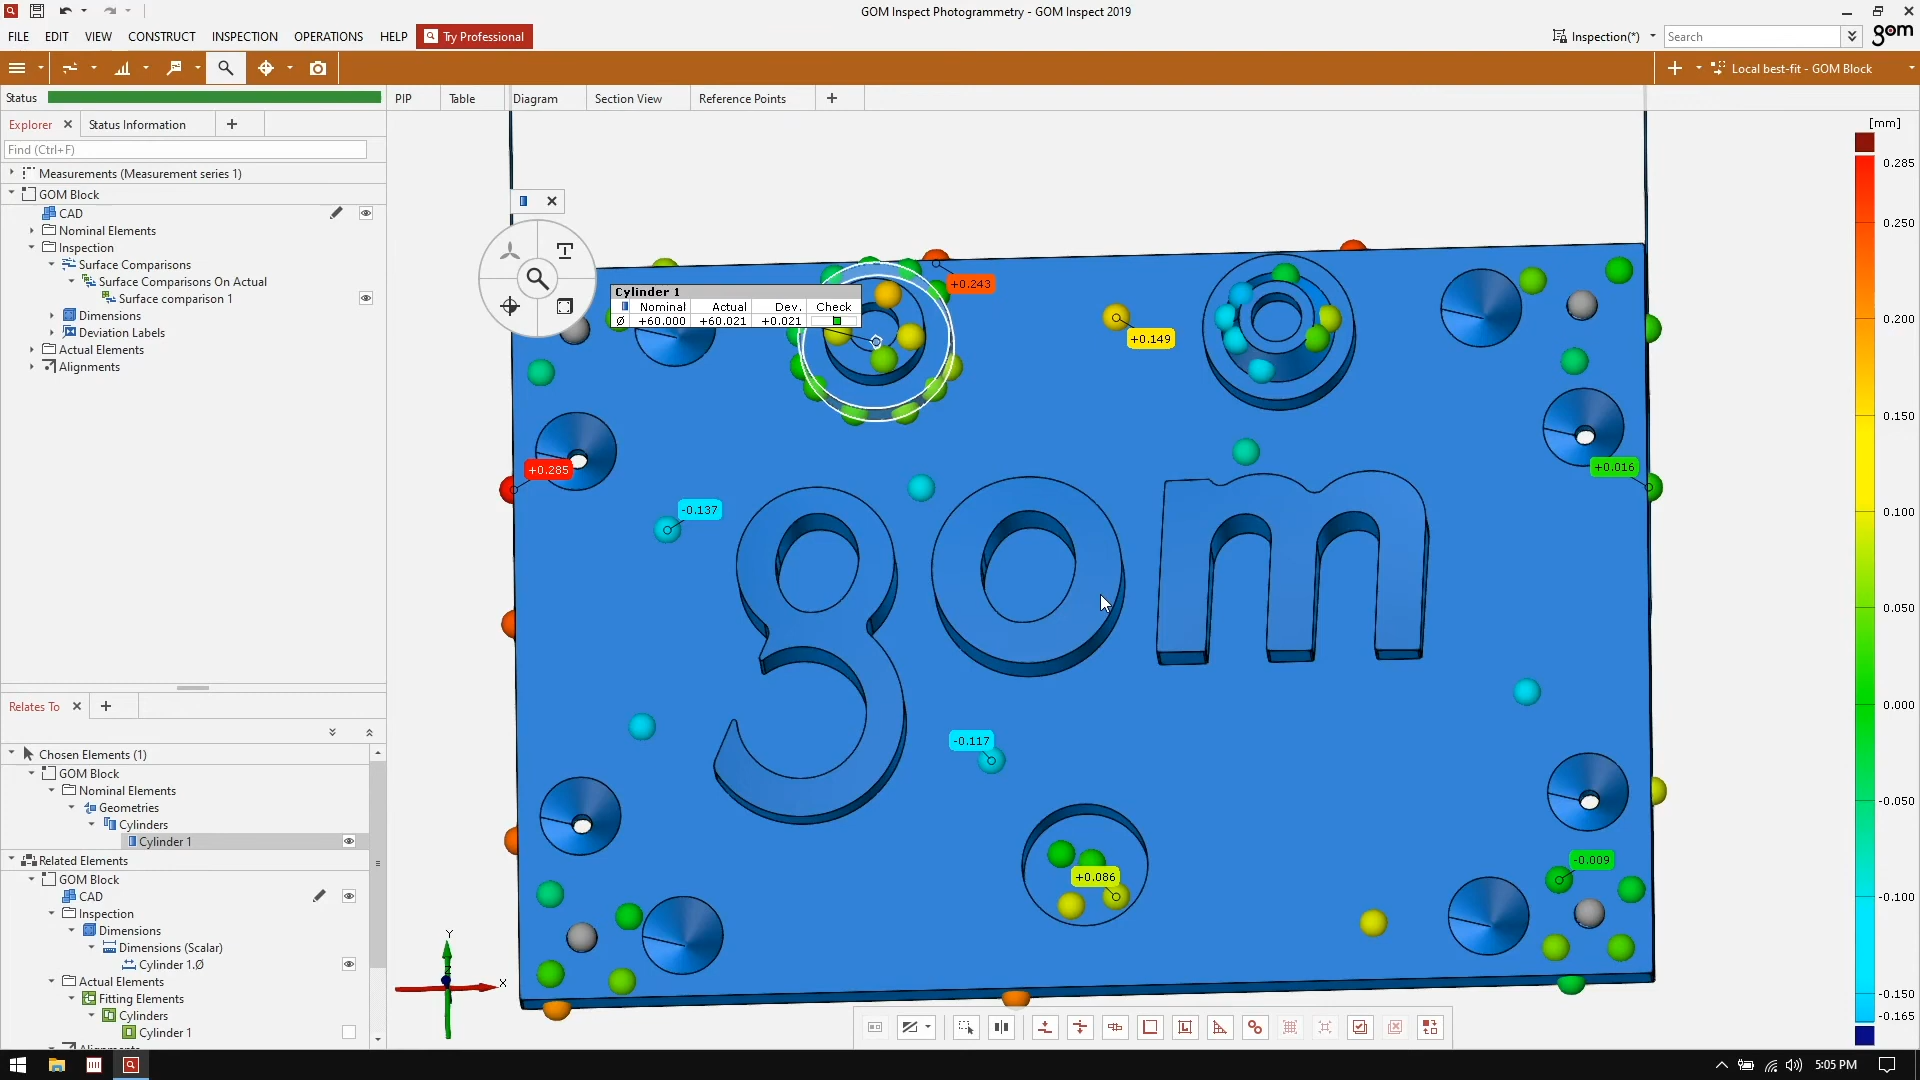 GOM Inspect Photogrammetry - GOM Inspect 2019
FILE EDIT VIEW CONSTRUCT INSPECTION OPERATIONS HELP Try Professional
Inspection(*) Search gom
Local best-fit - GOM Block
Status
PIP Table Diagram Section View Reference Points
Explorer Status Information
Find (Ctrl+F)
Measurements (Measurement series 1)
GOM Block
CAD
Nominal Elements
Inspection
Surface Comparisons
Surface Comparisons On Actual
Surface comparison 1
Dimensions
Deviation Labels
Actual Elements
Alignments
Relates To
Chosen Elements (1)
GOM Block
Nominal Elements
Geometries
Cylinders
Cylinder 1
Related Elements
GOM Block
CAD
Inspection
Dimensions
Dimensions (Scalar)
Cylinder 1.Ø
Actual Elements
Fitting Elements
Cylinders
Cylinder 1
Cylinder 1
Nominal Actual Dev. Check
Ø +60.000 +60.021 +0.021
+0.243
+0.149
+0.285
+0.016
-0.137
gom
-0.117
+0.086
-0.009
Y
Z
X
[mm]
0.285
0.250
0.200
0.150
0.100
0.050
0.000
-0.050
-0.100
-0.150
-0.165
5:05 PM